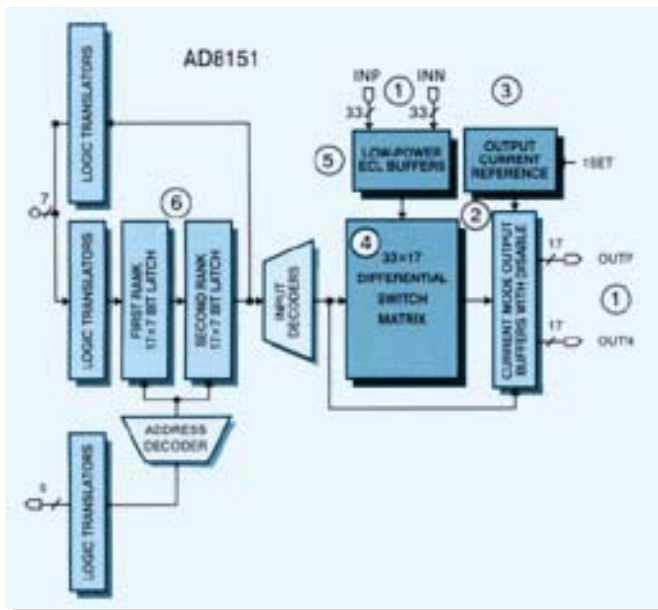 AD8151
LOGIC TRANSLATORS
INP
1
INN
3
33
33
5
LOW-POWER
ECL BUFFERS
OUTPUT
CURRENT
REFERENCE
1SET
7
6
LOGIC TRANSLATORS
FIRST RANK
17×7 BIT LATCH
SECOND RANK
17×7 BIT LATCH
INPUT
DECODERS
4
33×17
DIFFERENTIAL
SWITCH
MATRIX
2
CURRENT NODE OUTPUT
BUFFERS WITH DISABLE
17
OUTP
1
17
OUTN
ADDRESS
DECODER
LOGIC TRANSLATORS